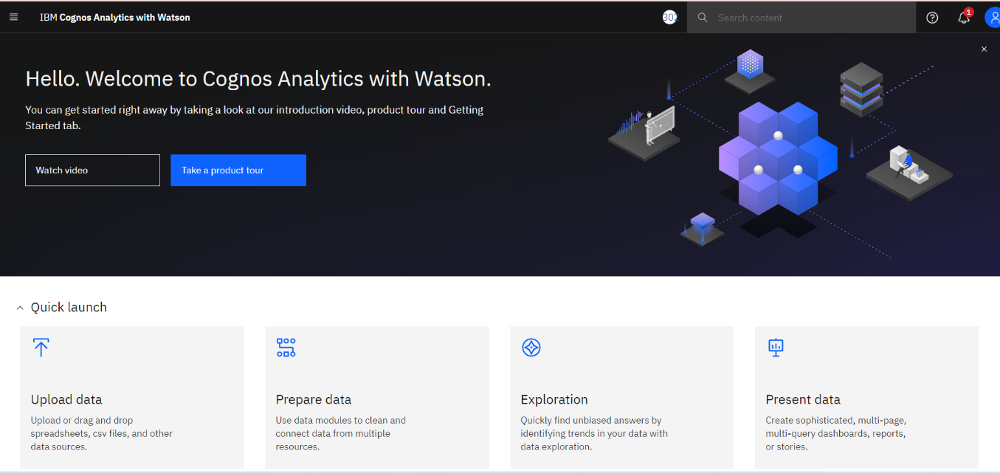 IBM Cognos Analytics with Watson
302
Search content
1
Hello. Welcome to Cognos Analytics with Watson.
You can get started right away by taking a look at our introduction video, product tour and Getting
Started tab.
Watch video
Take a product tour
Quick launch
Upload data
Upload or drag and drop
spreadsheets, csv files, and other
data sources.
Prepare data
Use data modules to clean and
connect data from multiple
resources.
Exploration
Quickly find unbiased answers by
identifying trends in your data with
data exploration.
Present data
Create sophisticated, multi-page,
multi-query dashboards, reports,
or stories.